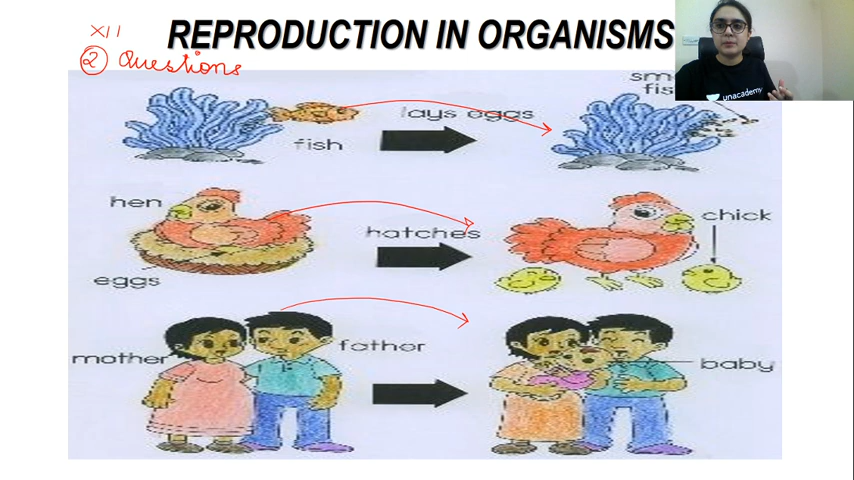 XII
REPRODUCTION IN ORGANISMS
② Questions
unacademy
fish
lays eggs
hen
eggs
hatches
chick
mother
father
baby